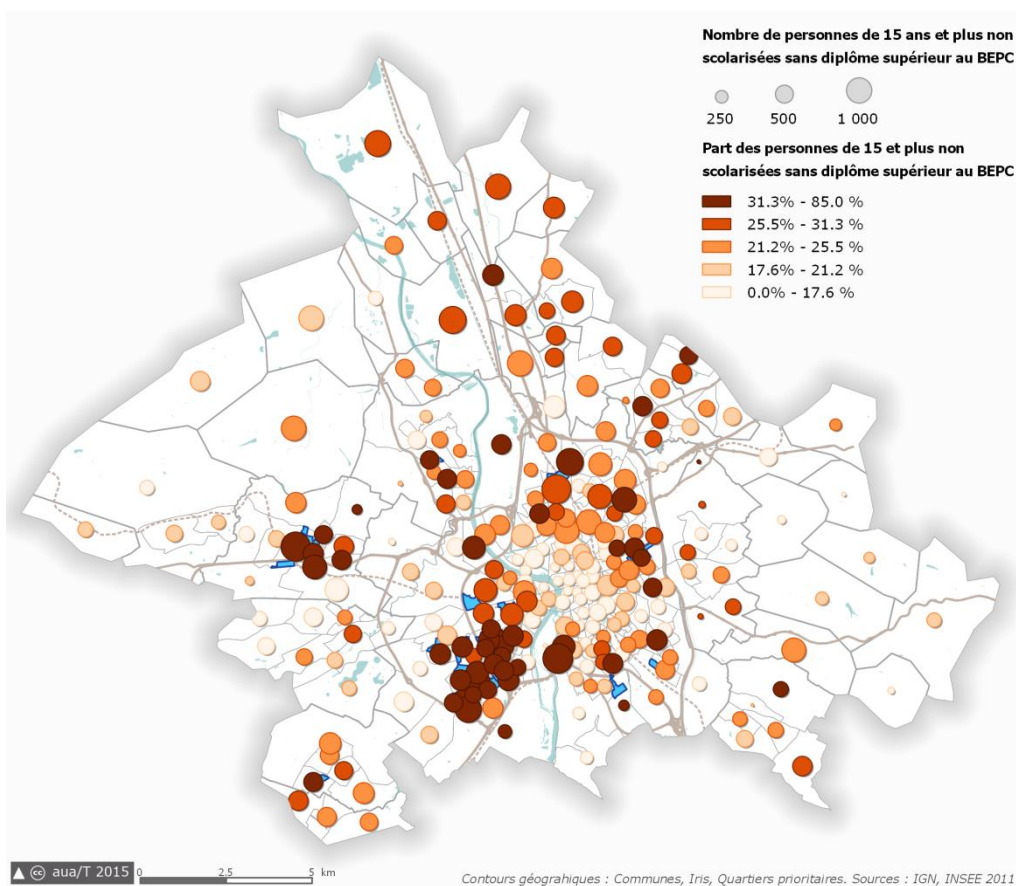 Nombre de personnes de 15 ans et plus non
scolarisées sans diplôme supérieur au BEPC
250 500 1 000
Part des personnes de 15 et plus non
scolarisées sans diplôme supérieur au BEPC
31.3% - 85.0 %
25.5% - 31.3 %
21.2% - 25.5 %
17.6% - 21.2 %
0.0% - 17.6 %
cc aua/T 2015 0 2.5 5 km
Contours géograhiques : Communes, Iris, Quartiers prioritaires. Sources : IGN, INSEE 2011